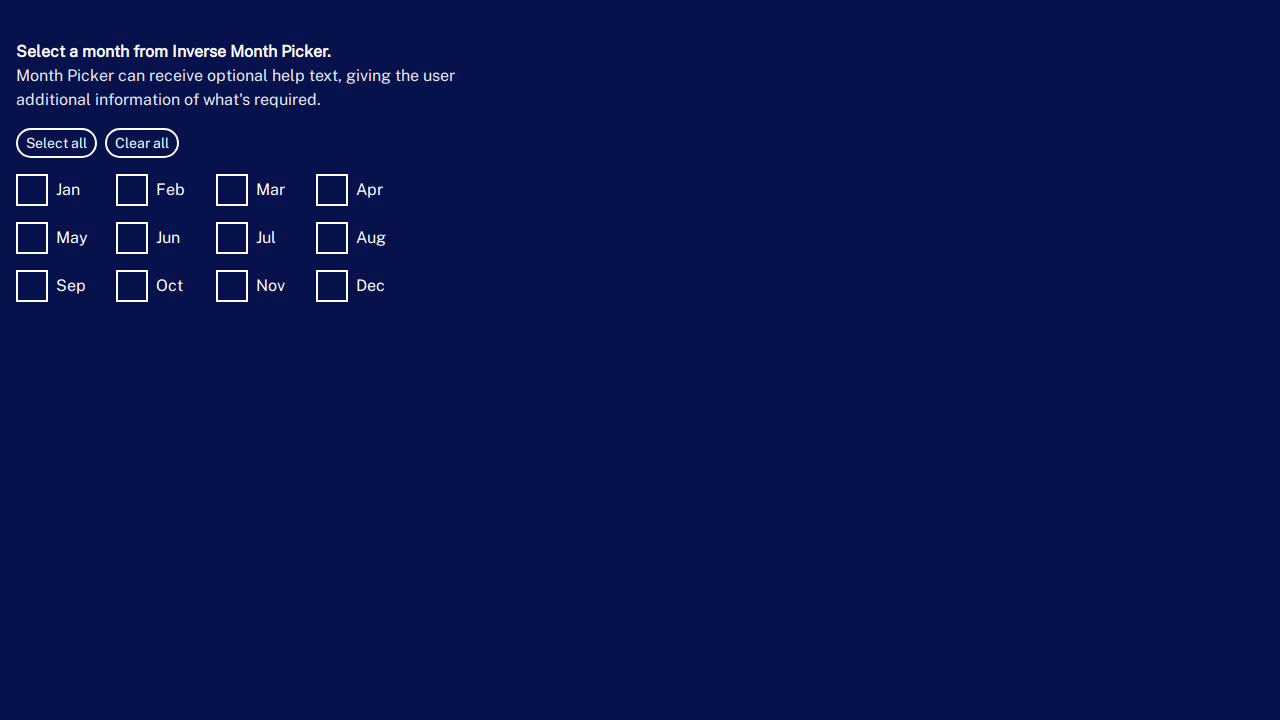 Select a month from Inverse Month Picker.
Month Picker can receive optional help text, giving the user
additional information of what's required.
Select all Clear all
Jan Feb Mar Apr
May Jun Jul Aug
Sep Oct Nov Dec